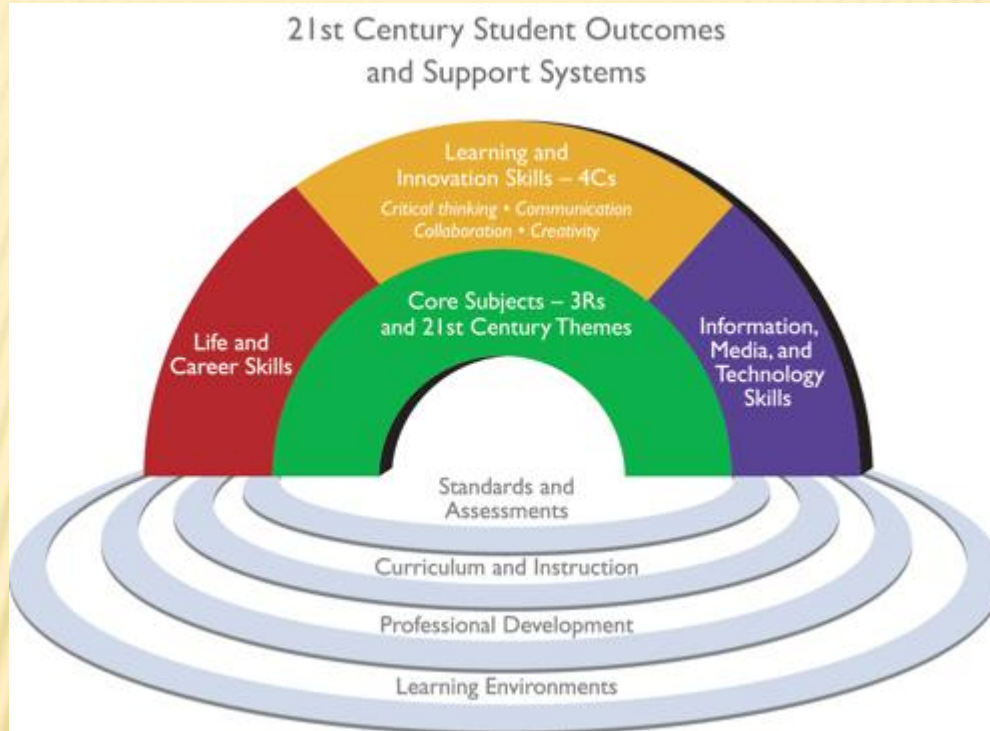 21st Century Student Outcomes
and Support Systems
Learning and
Innovation Skills – 4Cs
Critical thinking • Communication
Collaboration • Creativity
Core Subjects – 3Rs
and 21st Century Themes
Life and
Career Skills
Information,
Media, and
Technology
Skills
Standards and
Assessments
Curriculum and Instruction
Professional Development
Learning Environments